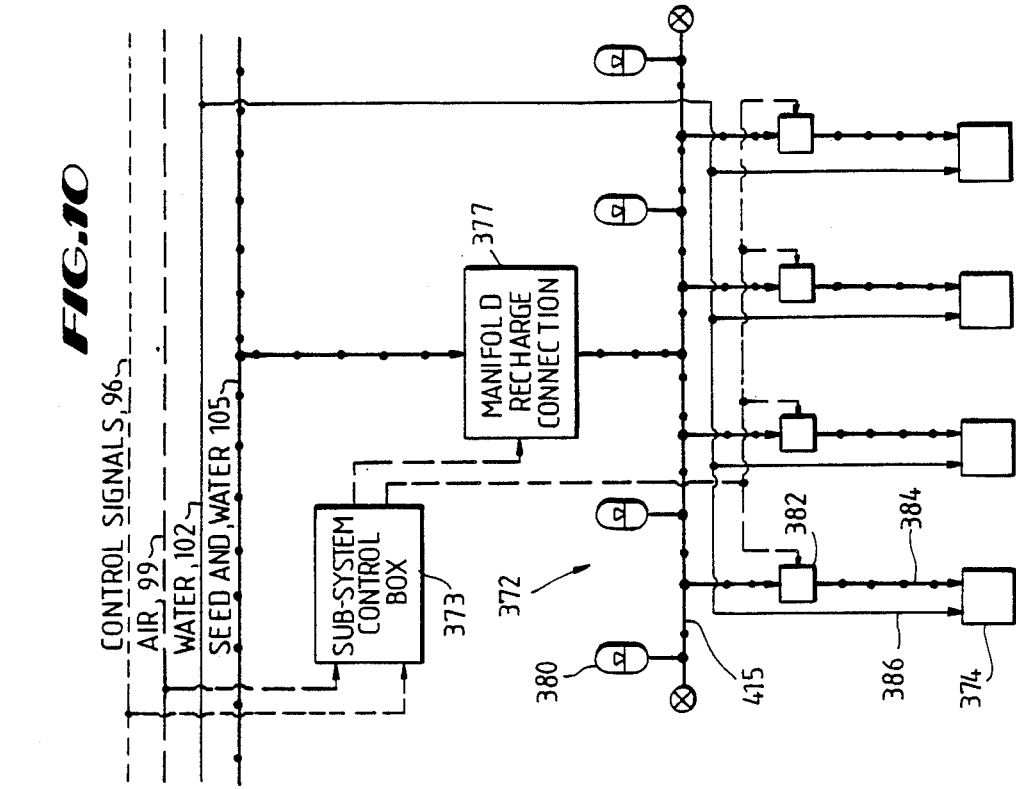 FIG.10
CONTROL SIGNALS, 96
AIR, 99
WATER, 102
SEED AND, WATER 105
SUB-SYSTEM
CONTROL
BOX
373
MANIFOLD
RECHARGE
CONNECTION
377
372
380
415
382
384
386
374